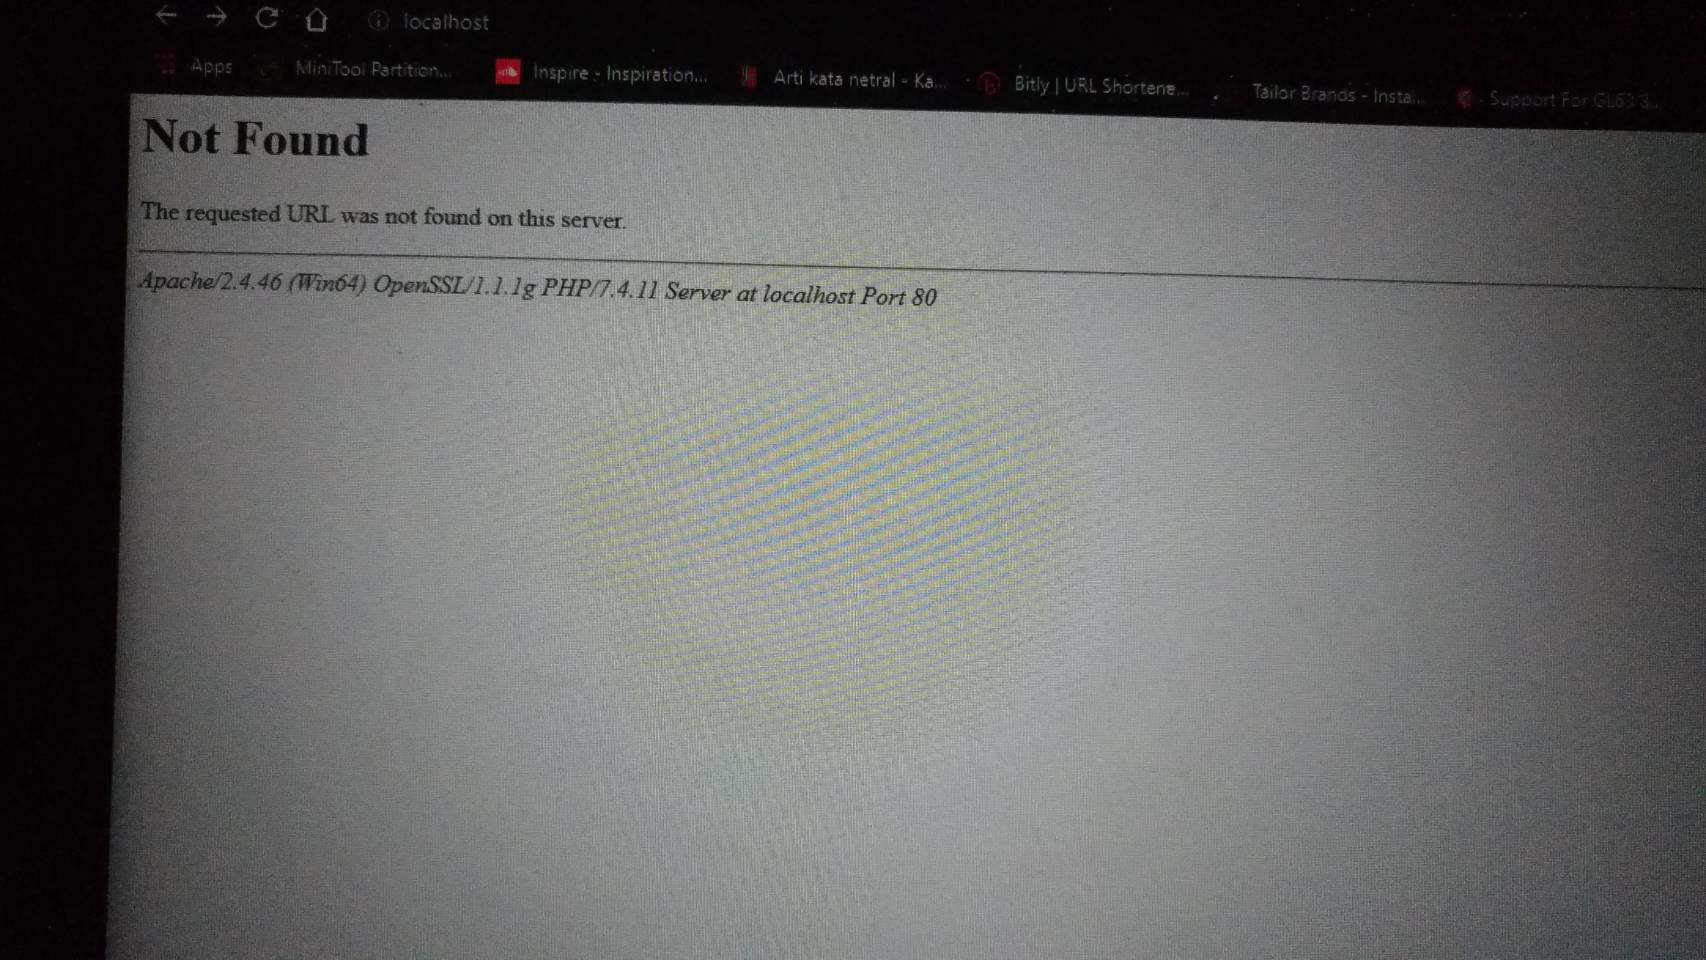 localhost
Apps MiniTool Partition... Inspire - Inspiration... Arti kata netral - Ka... Bitly | URL Shortene... Tailor Brands - Insta... Support For GL63 8...
Not Found
The requested URL was not found on this server.
Apache/2.4.46 (Win64) OpenSSL/1.1.1g PHP/7.4.11 Server at localhost Port 80